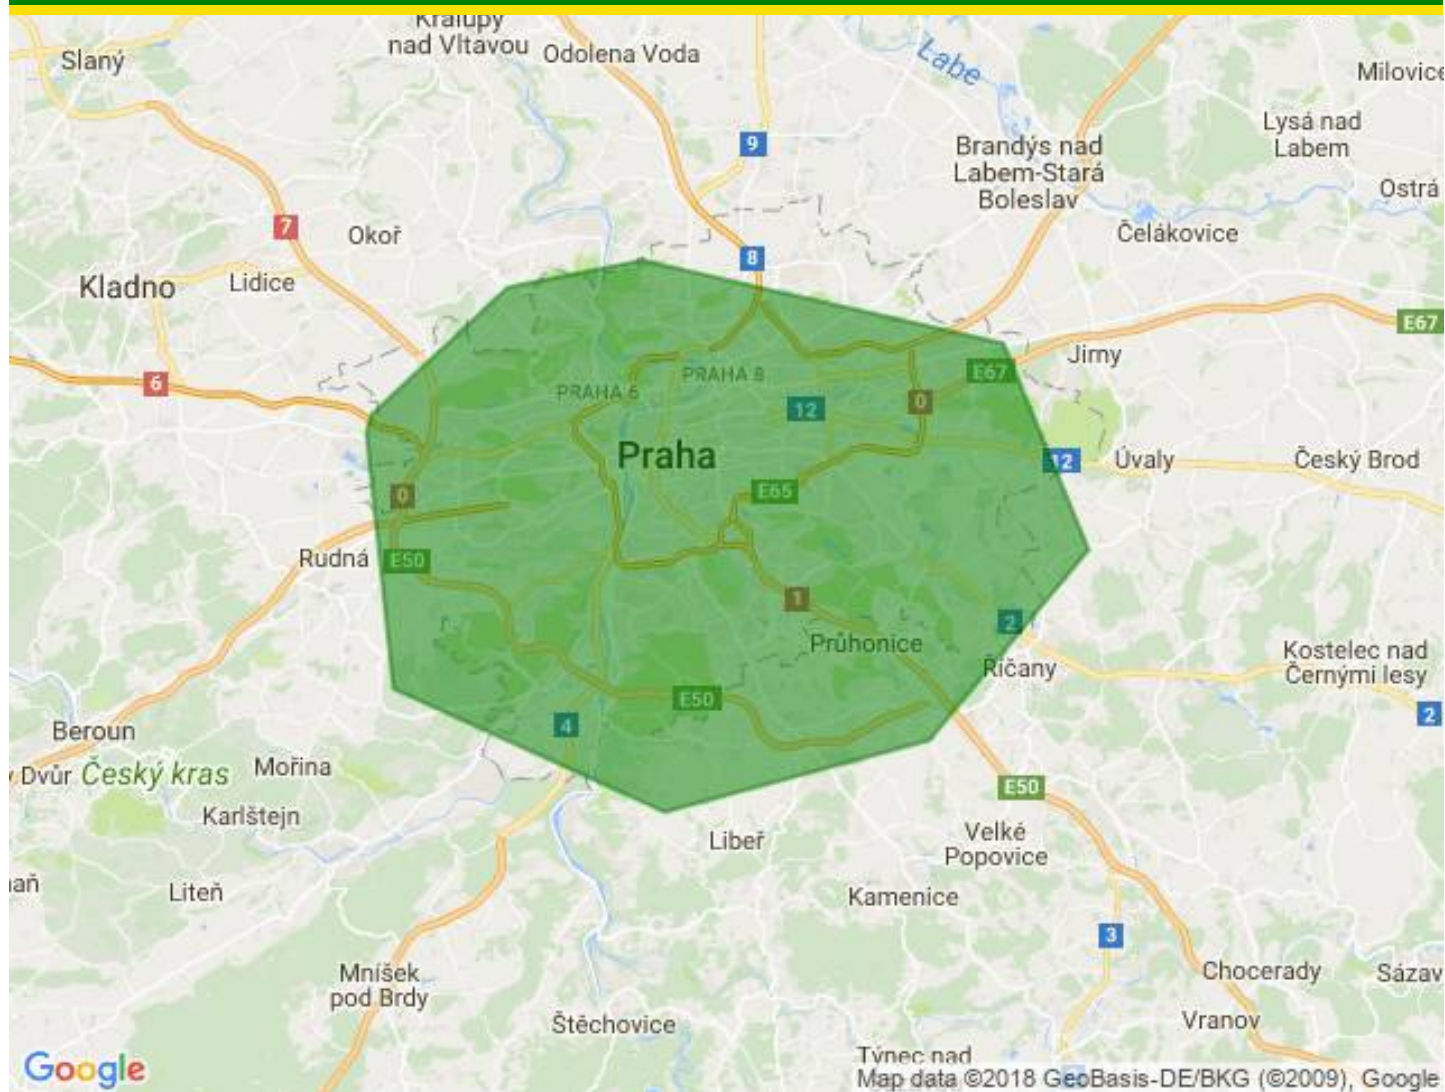 Kralupy
nad Vltavou
Odolena Voda
Slaný
Labe
Milovice
Lysá nad
Labem
9
Brandýs nad
Labem-Stará
Boleslav
Ostrá
7
Okoř
Čelákovice
8
Kladno
Lidice
E67
Jirny
E67
6
PRAHA 8
PRAHA 6
0
12
Praha
12
Úvaly
Český Brod
0
E65
Rudná
E50
1
2
Průhonice
Říčany
Kostelec nad
Černými lesy
E50
2
4
Beroun
Dvůr
Český kras
Mořina
E50
Karlštejn
Libeř
Velké
Popovice
Liteň
Kamenice
3
Mníšek
pod Brdy
Chocerady
Sázav
Štěchovice
Vranov
Týnec nad
Google
Map data ©2018 GeoBasis-DE/BKG (©2009), Google